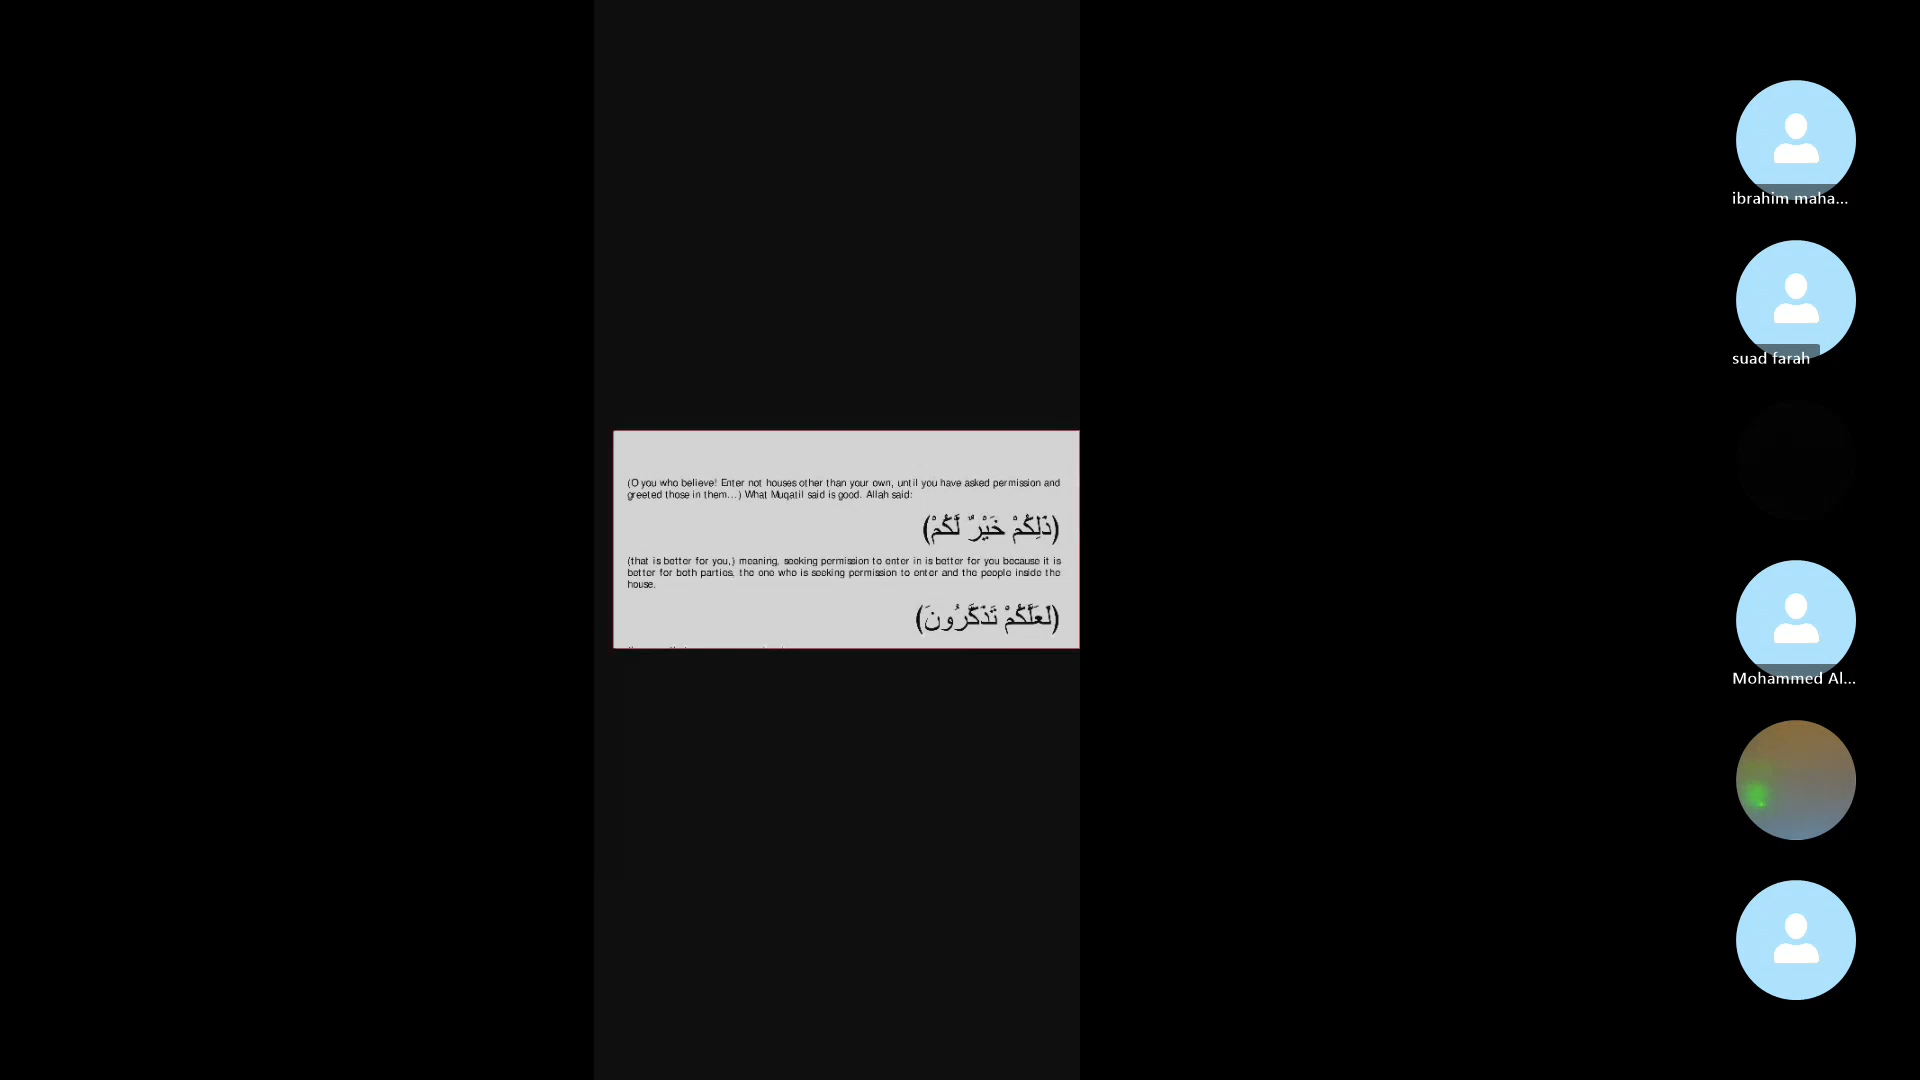 (O you who believe! Enter not houses other than your own, until you have asked permission and
greeted those in them...) What Muqatil said is good. Allah said:
(ذَلِكُمْ خَيْرٌ لَّكُمْ)
(that is better for you,) meaning, seeking permission to enter in is better for you because it is
better for both parties, the one who is seeking permission to enter and the people inside the
house.
(لَعَلَّكُمْ تَذَكَّرُونَ)
ibrahim maha...
suad farah
Mohammed Al...